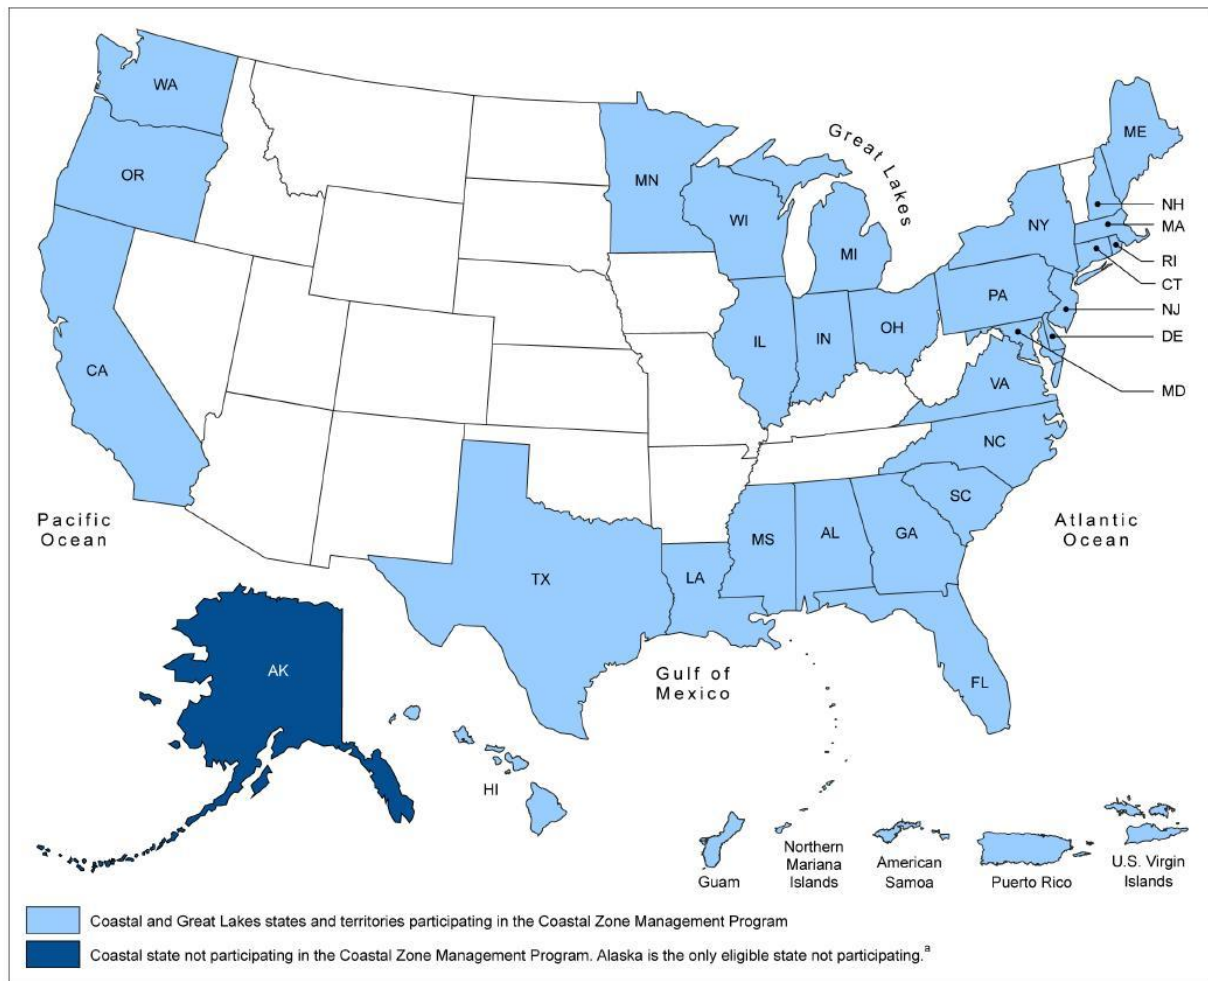 WA
OR
CA
MN
WI
MI
IL
IN
OH
Great Lakes
ME
NY
PA
NH
MA
RI
CT
NJ
DE
MD
VA
NC
SC
TX
LA
MS
AL
GA
FL
Pacific
Ocean
Atlantic
Ocean
Gulf of
Mexico
AK
HI
Guam
Northern
Mariana
Islands
American
Samoa
Puerto Rico
U.S. Virgin
Islands
Coastal and Great Lakes states and territories participating in the Coastal Zone Management Program
Coastal state not participating in the Coastal Zone Management Program. Alaska is the only eligible state not participating.ª